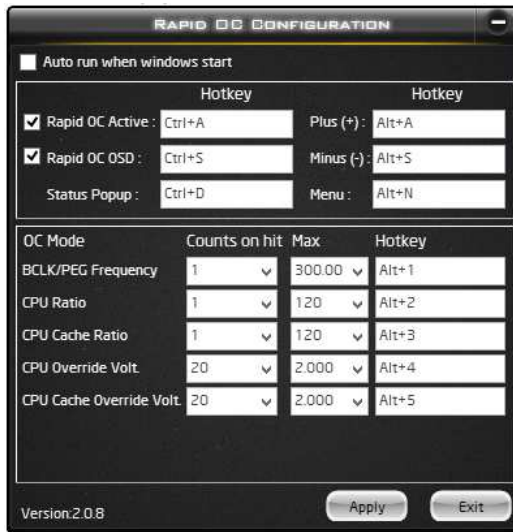 RAPID OC CONFIGURATION
Auto run when windows start
Hotkey Hotkey
Rapid OC Active : Ctrl+A Plus (+) : Alt+A
Rapid OC OSD : Ctrl+S Minus (-) : Alt+S
Status Popup : Ctrl+D Menu : Alt+N
OC Mode Counts on hit Max Hotkey
BCLK/PEG Frequency 1 300.00 Alt+1
CPU Ratio 1 120 Alt+2
CPU Cache Ratio 1 120 Alt+3
CPU Override Volt. 20 2.000 Alt+4
CPU Cache Override Volt. 20 2.000 Alt+5
Version:2.0.8 Apply Exit